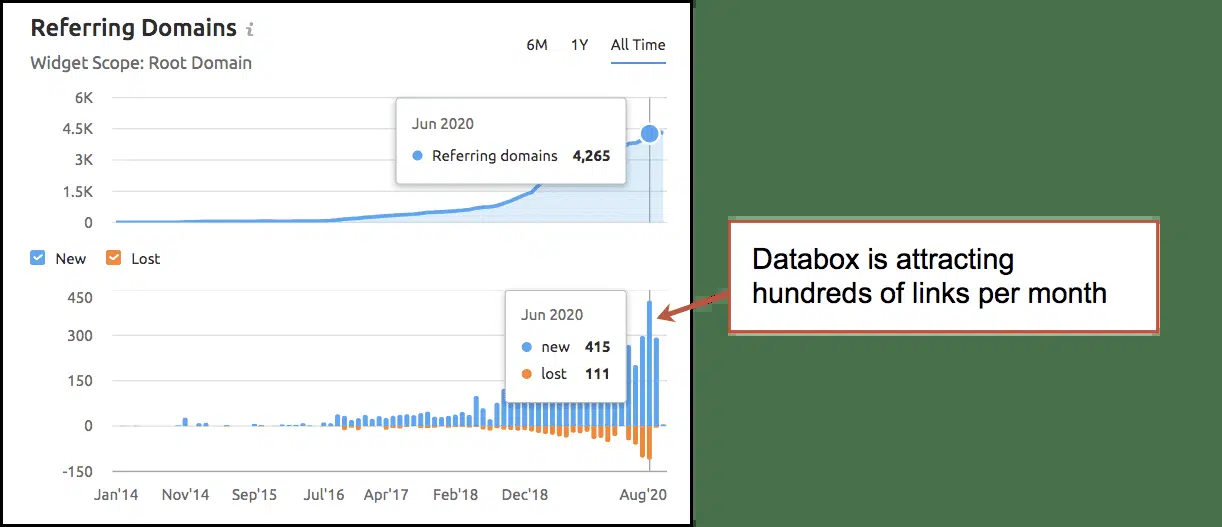 Referring Domains i
6M 1Y All Time
Widget Scope: Root Domain
6K
4.5K
3K
1.5K
0
Jun 2020
Referring domains 4,265
New Lost
450
300
150
0
-150
Jun 2020
new 415
lost 111
Jan'14 Nov'14 Sep'15 Jul'16 Apr'17 Feb'18 Dec'18 Aug'20
Databox is attracting
hundreds of links per month